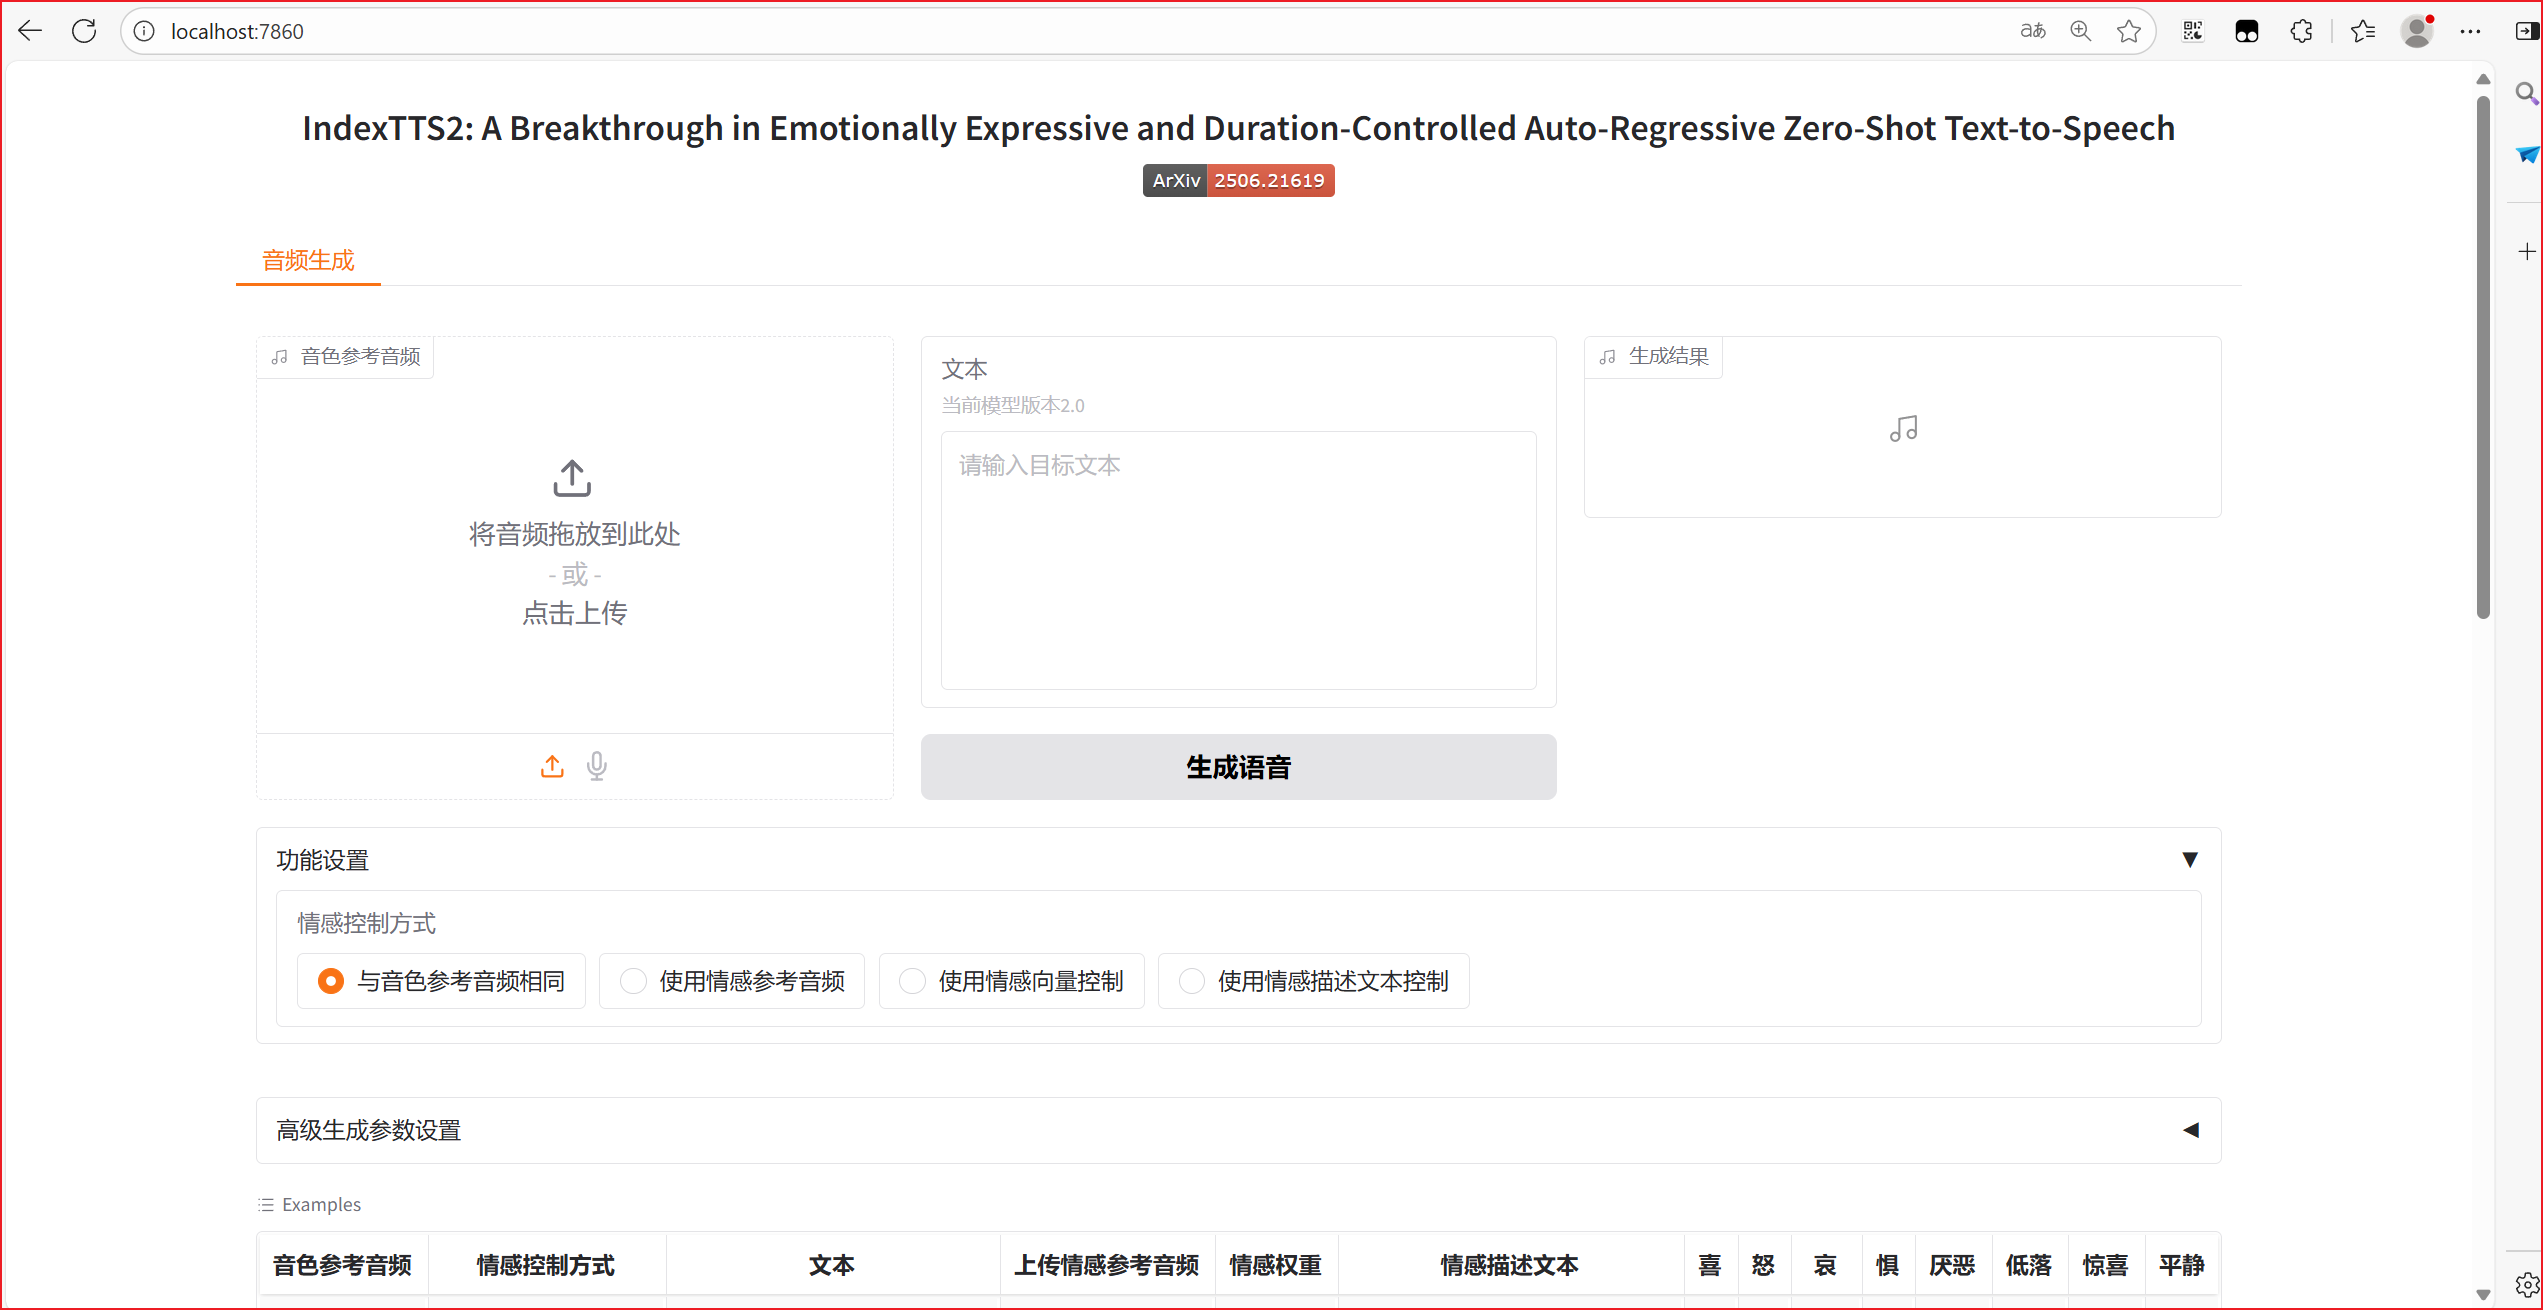 localhost:7860
aあ
IndexTTS2: A Breakthrough in Emotionally Expressive and Duration-Controlled Auto-Regressive Zero-Shot Text-to-Speech
ArXiv 2506.21619
音频生成
音色参考音频
将音频拖放到此处
- 或 -
点击上传
文本
当前模型版本2.0
请输入目标文本
生成语音
生成结果
功能设置
情感控制方式
与音色参考音频相同 使用情感参考音频 使用情感向量控制 使用情感描述文本控制
高级生成参数设置
Examples
音色参考音频 情感控制方式 文本 上传情感参考音频 情感权重 情感描述文本 喜 怒 哀 惧 厌恶 低落 惊喜 平静